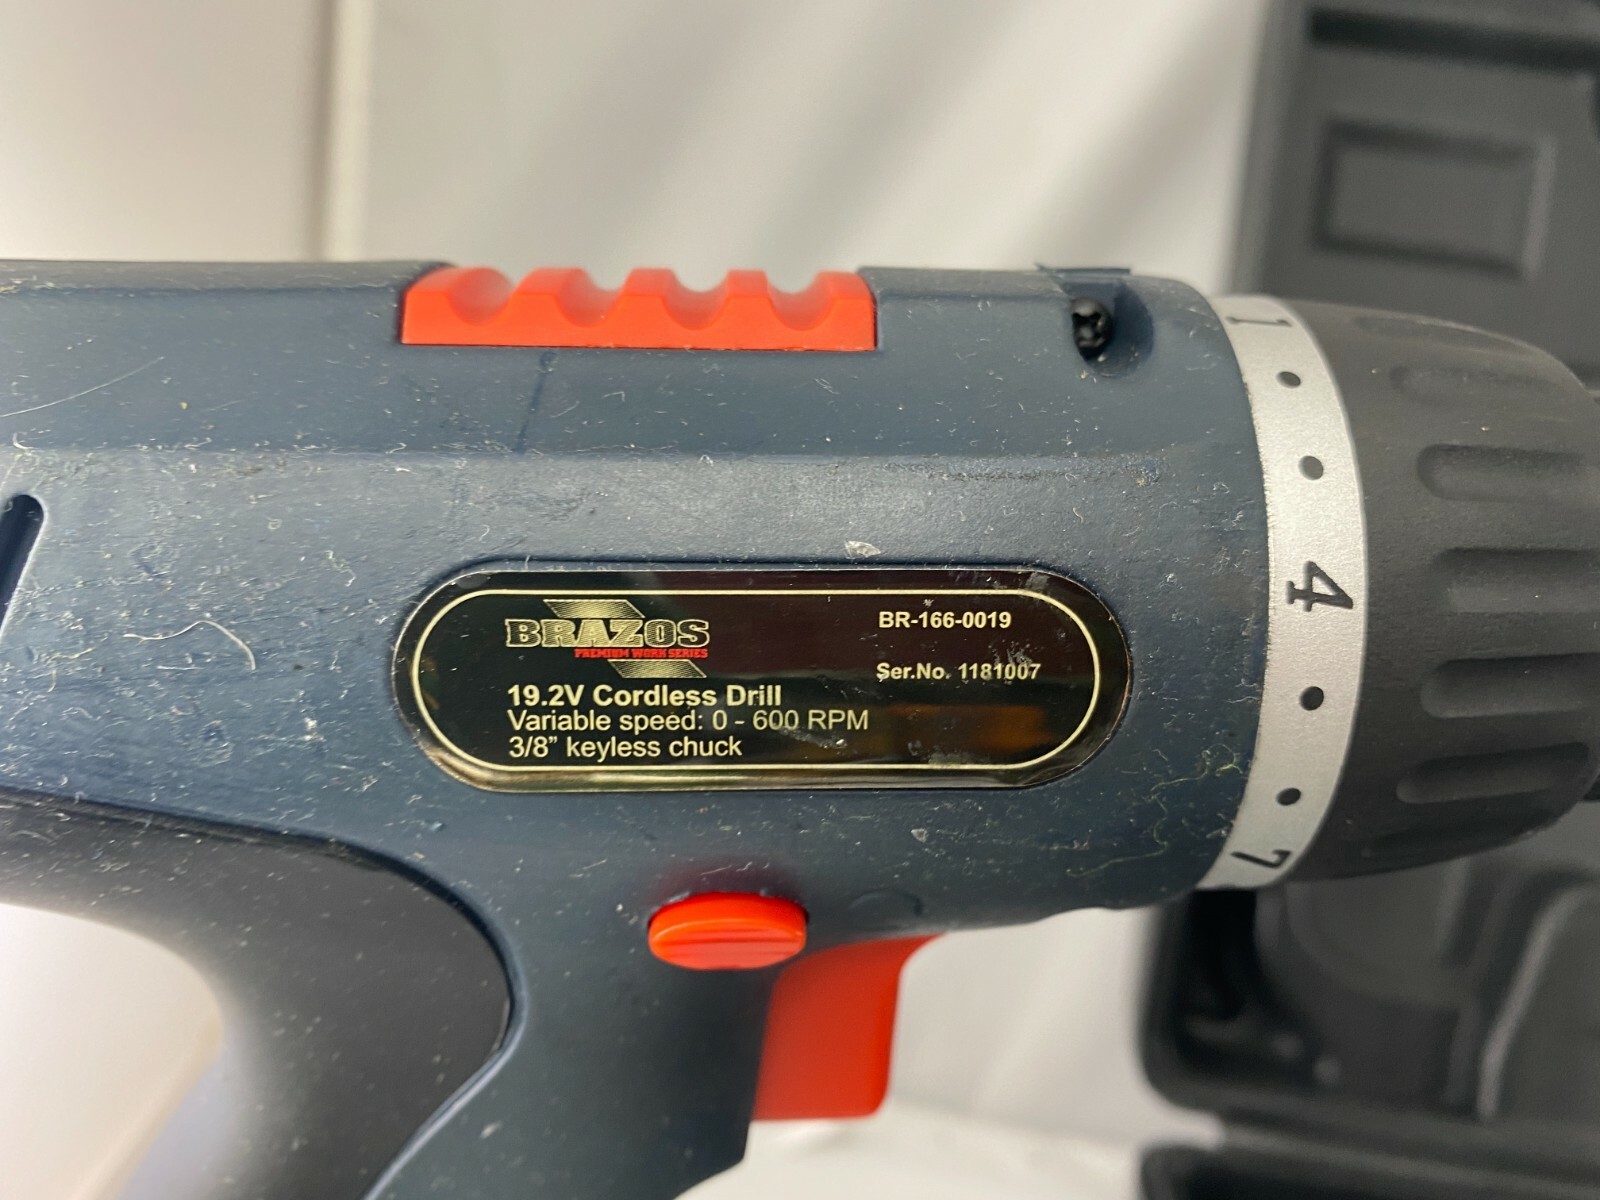 BRAZOS
PREMIUM WORK SERIES
BR-166-0019
Ser.No. 1181007
19.2V Cordless Drill
Variable speed: 0 - 600 RPM
3/8” keyless chuck
1
4
7